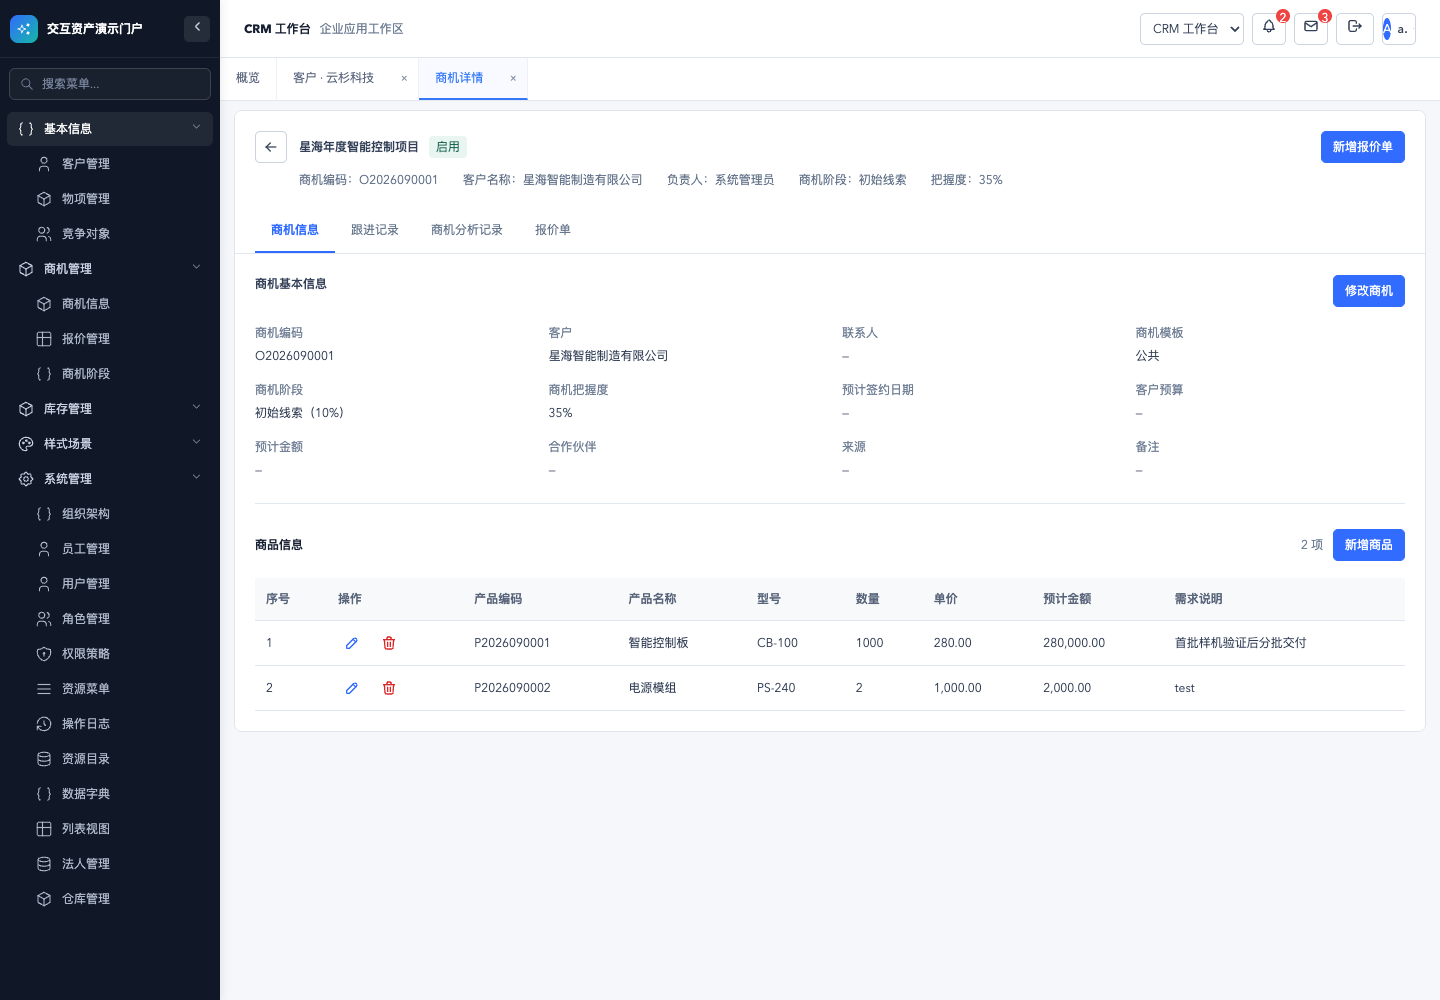 交互资产演示门户
搜索菜单...
基本信息
客户管理
物项管理
竞争对象
商机管理
商机信息
报价管理
商机阶段
库存管理
样式场景
系统管理
组织架构
员工管理
用户管理
角色管理
权限策略
资源菜单
操作日志
资源目录
数据字典
列表视图
法人管理
仓库管理
CRM 工作台 企业应用工作区
CRM 工作台 2 3 A a.
概览 客户 · 云杉科技 × 商机详情 ×
星海年度智能控制项目 启用 新增报价单
商机编码：O2026090001 客户名称：星海智能制造有限公司 负责人：系统管理员 商机阶段：初始线索 把握度：35%
商机信息 跟进记录 商机分析记录 报价单
商机基本信息 修改商机
商机编码 客户 联系人 商机模板
O2026090001 星海智能制造有限公司 – 公共
商机阶段 商机把握度 预计签约日期 客户预算
初始线索（10%） 35% – –
预计金额 合作伙伴 来源 备注
– – – –
商品信息 2 项 新增商品
序号 操作 产品编码 产品名称 型号 数量 单价 预计金额 需求说明
1 P2026090001 智能控制板 CB-100 1000 280.00 280,000.00 首批样机验证后分批交付
2 P2026090002 电源模组 PS-240 2 1,000.00 2,000.00 test